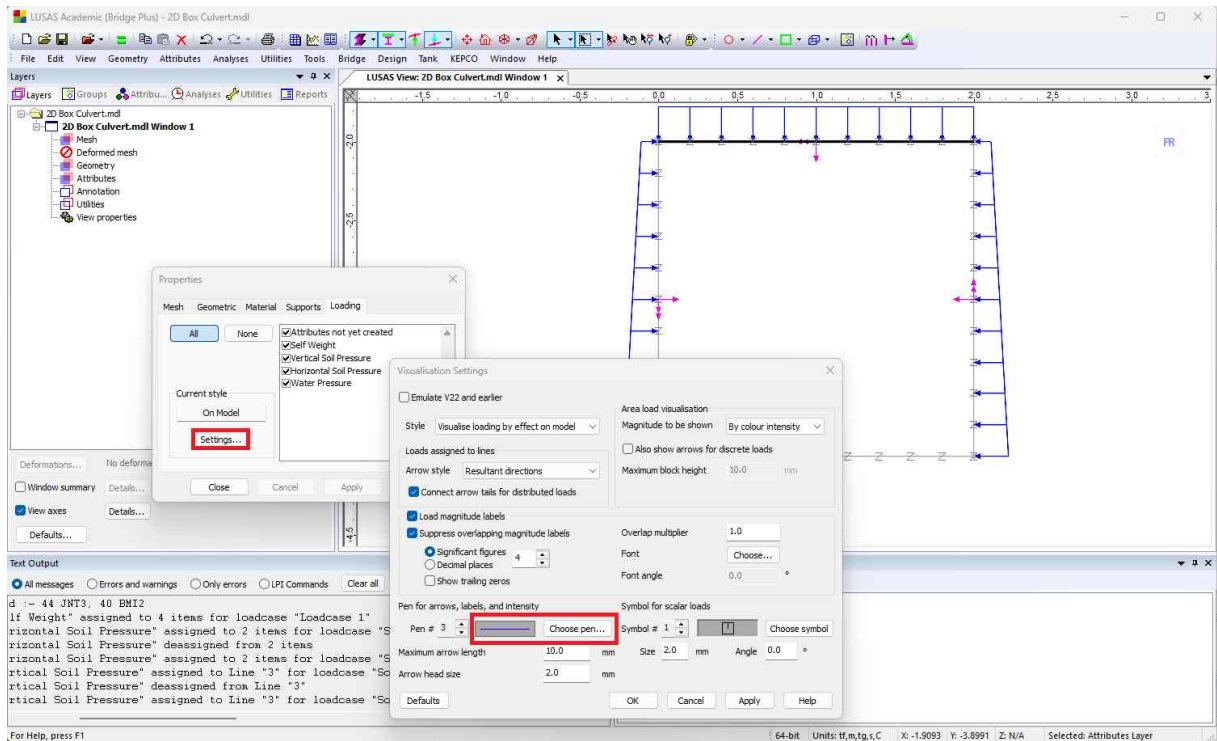 LUSAS Academic (Bridge Plus) - 2D Box Culvert.mdl
File Edit View Geometry Attributes Analyses Utilities Tools Bridge Design Tank KEPCO Window Help
Layers
Layers Groups Attribu... Analyses Utilities Reports
2D Box Culvert.mdl
2D Box Culvert.mdl Window 1
Mesh
Deformed mesh
Geometry
Attributes
Annotation
Utilities
View properties
Deformations... No deforma
Window summary Details...
View axes Details...
Defaults...
LUSAS View: 2D Box Culvert.mdl Window 1 x
-1,5 -1,0 -0,5 0,0 0,5 1,0 1,5 2,0 2,5 3,0 3,
-2,0
-2,5
-4,5
Properties
Mesh Geometric Material Supports Loading
All None
Attributes not yet created
Self Weight
Vertical Soil Pressure
Horizontal Soil Pressure
Water Pressure
Current style
On Model
Settings...
Close Cancel Apply
Visualisation Settings
Emulate V22 and earlier
Style Visualise loading by effect on model
Loads assigned to lines
Arrow style Resultant directions
Connect arrow tails for distributed loads
Area load visualisation
Magnitude to be shown By colour intensity
Also show arrows for discrete loads
Maximum block height 10.0 mm
Load magnitude labels
Suppress overlapping magnitude labels
Significant figures 4
Decimal places
Show trailing zeros
Overlap multiplier 1.0
Font Choose...
Font angle 0.0 °
Pen for arrows, labels, and intensity
Pen # 3 Choose pen...
Maximum arrow length 10.0 mm
Arrow head size 2.0 mm
Symbol for scalar loads
Symbol # 1 Choose symbol
Size 2.0 mm Angle 0.0 °
Defaults OK Cancel Apply Help
Text Output
All messages Errors and warnings Only errors LPI Commands Clear all
d :- 44 JNT3, 40 BMI2
lf Weight" assigned to 4 items for loadcase "Loadca
rizontal Soil Pressure" assigned to 2 items for loadcase "S
rizontal Soil Pressure" deassigned from 2 items
rizontal Soil Pressure" assigned to 2 items for loadcase "S
rtical Soil Pressure" assigned to Line "3" for loadcase "So
rtical Soil Pressure" deassigned from Line "3"
rtical Soil Pressure" assigned to Line "3" for loadcase "So
For Help, press F1
64-bit Units: tf,m,tg,s,C X: -1.9093 Y: -3.8991 Z: N/A Selected: Attributes Layer